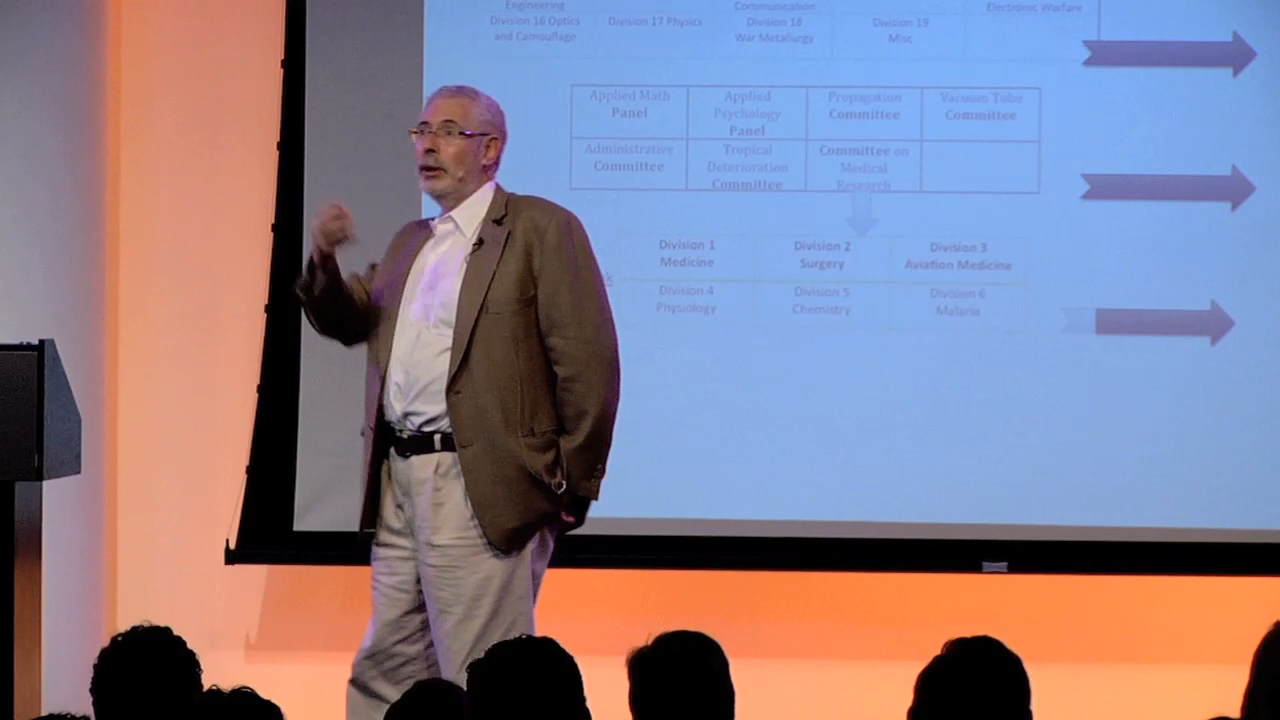 Engineering
Communication
Electronic Warfare
Division 16 Optics
and Camouflage
Division 17 Physics
Division 18
War Metallurgy
Division 19
Misc
Applied Math
Panel
Applied
Psychology
Panel
Propagation
Committee
Vacuum Tube
Committee
Administrative
Committee
Tropical
Deterioration
Committee
Committee on
Medical
Research
Division 1
Medicine
Division 2
Surgery
Division 3
Aviation Medicine
Division 4
Physiology
Division 5
Chemistry
Division 6
Malaria